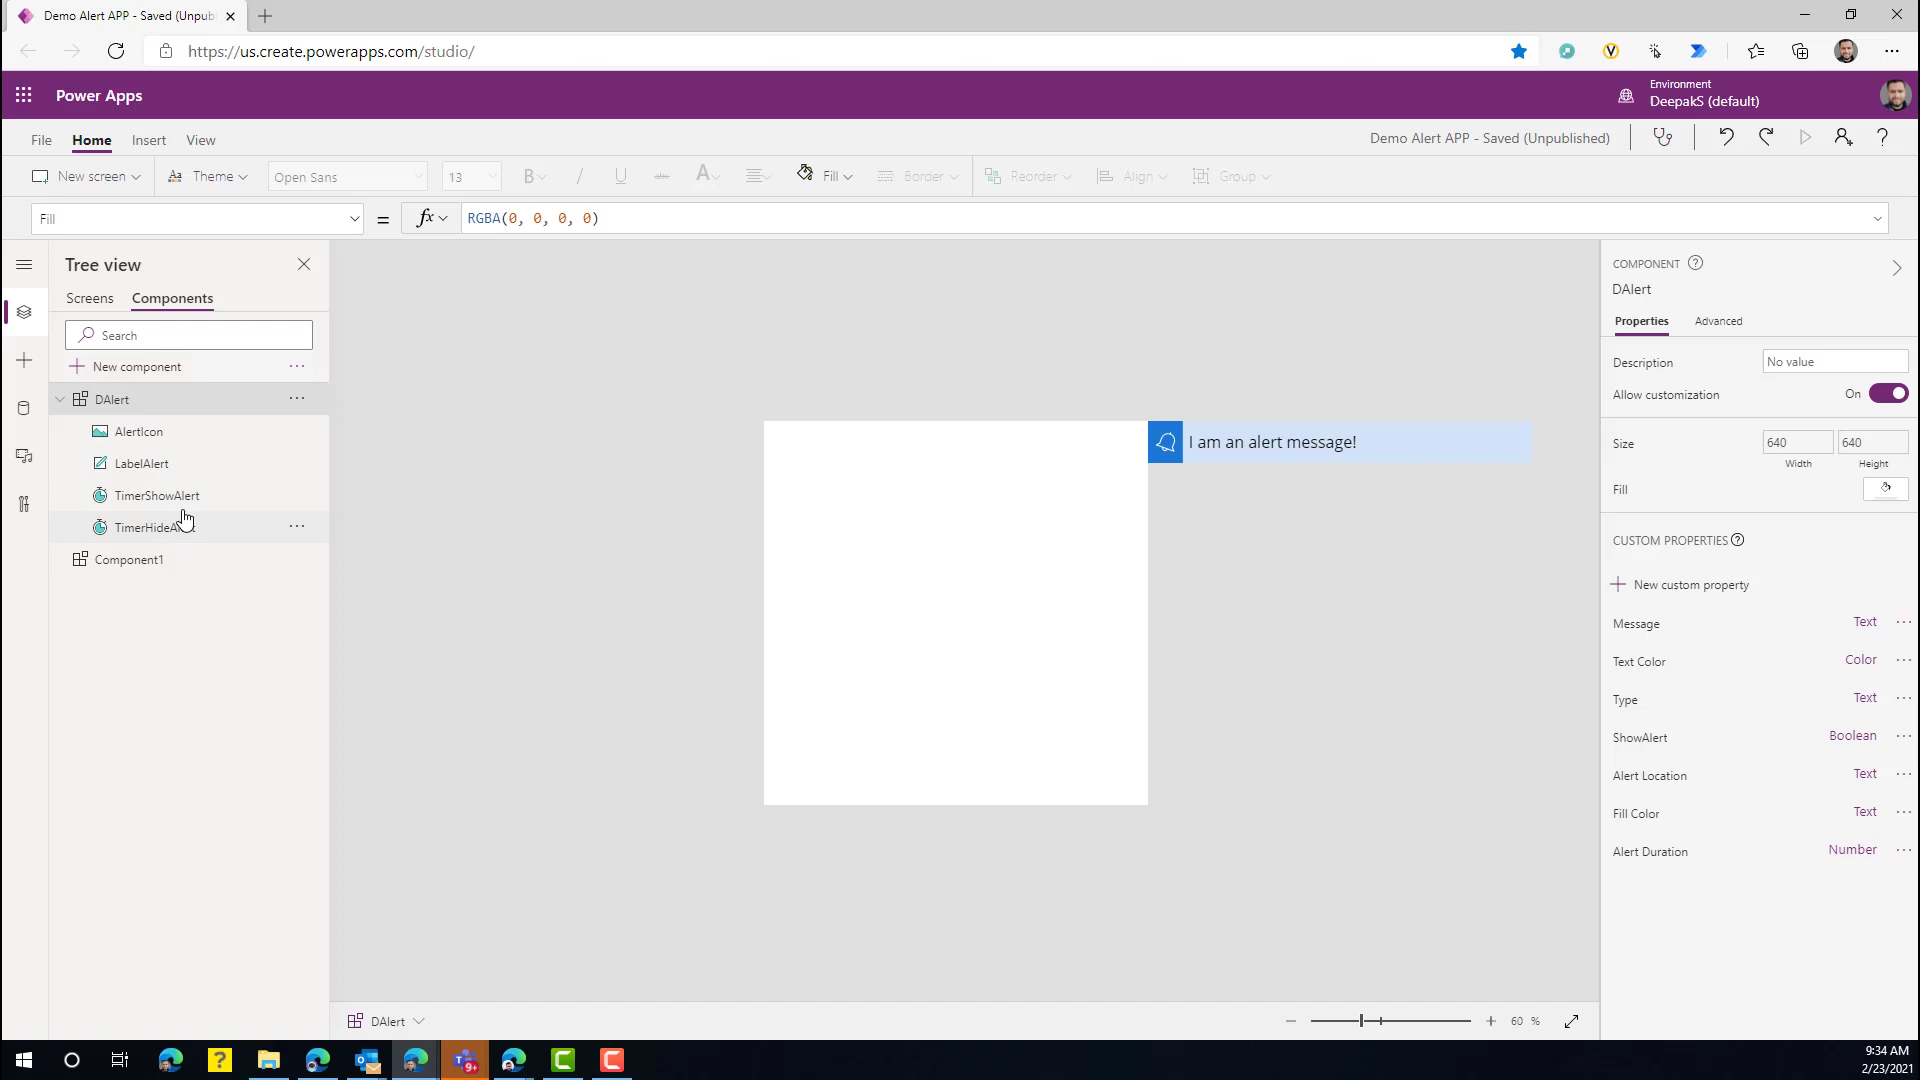 Demo Alert APP - Saved (Unpubl
https://us.create.powerapps.com/studio/
Power Apps
Environment
DeepakS (default)
File Home Insert View
Demo Alert APP - Saved (Unpublished)
New screen Theme Open Sans 13 B / U abc A Fill Border Reorder Align Group
Fill = fx RGBA(0, 0, 0, 0)
Tree view
Screens Components
Search
New component
DAlert
AlertIcon
LabelAlert
TimerShowAlert
TimerHideA
Component1
I am an alert message!
DAlert
60 %
COMPONENT
DAlert
Properties Advanced
Description No value
Allow customization On
Size 640 640
Width Height
Fill
CUSTOM PROPERTIES
New custom property
Message Text
Text Color Color
Type Text
ShowAlert Boolean
Alert Location Text
Fill Color Text
Alert Duration Number
9+
9:34 AM
2/23/2021